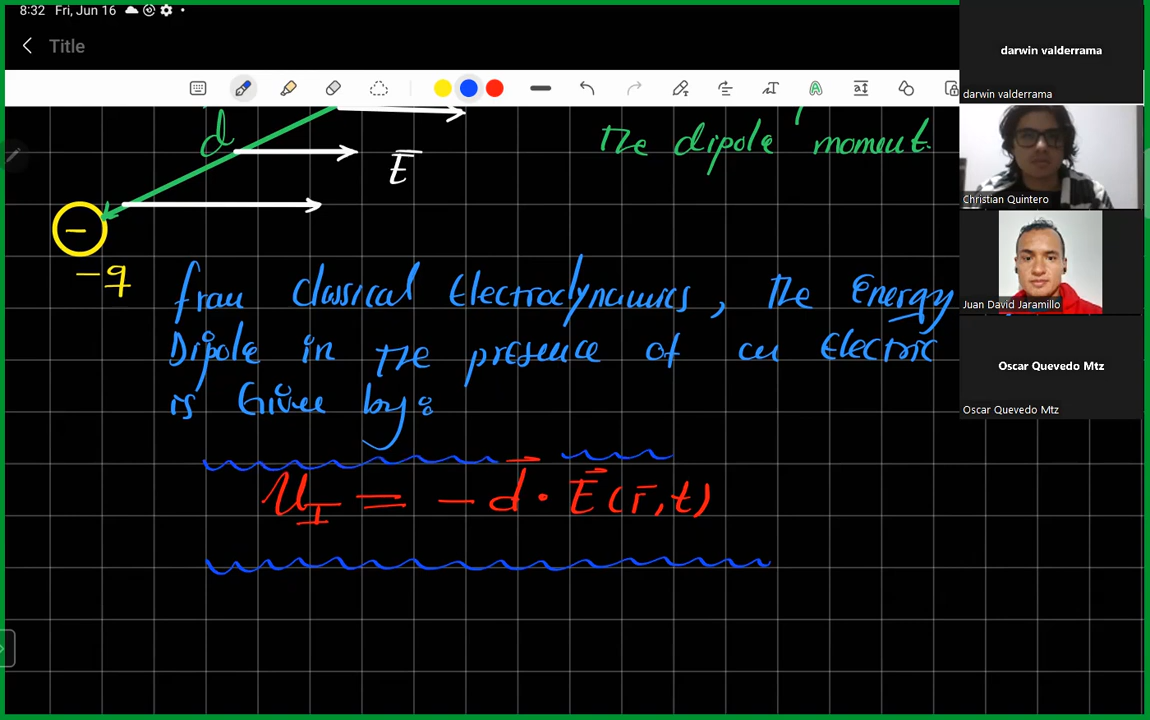 8:32 Fri, Jun 16
Title
darwin valderrama
darwin valderrama
Christian Quintero
Juan David Jaramillo
Oscar Quevedo Mtz
Oscar Quevedo Mtz
d
E
the dipole moment.
−
−q
from Classical Electrodynamics, the Energy
Dipole in the presence of an Electric
is Given by:
U_I = −d⃗ · E⃗(r̄,t)